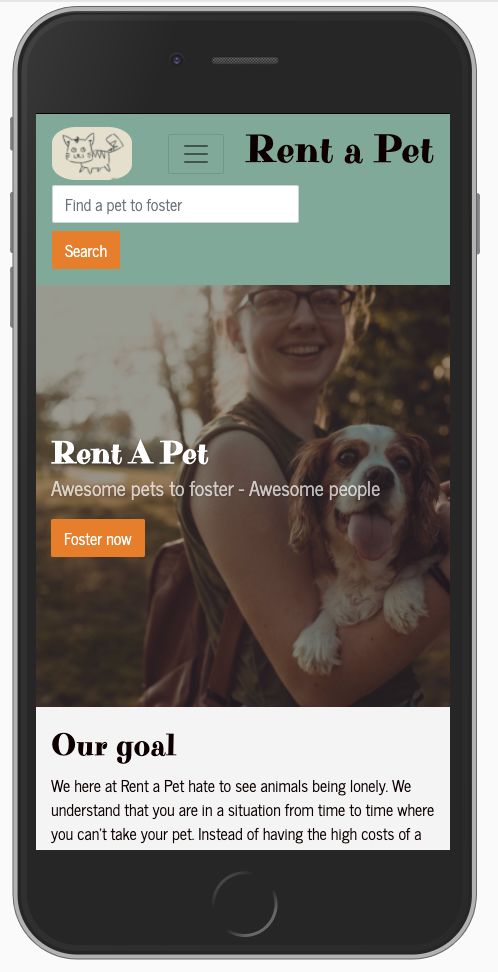 Rent a Pet
Find a pet to foster
Search
Rent A Pet
Awesome pets to foster - Awesome people
Foster now
Our goal
We here at Rent a Pet hate to see animals being lonely. We
understand that you are in a situation from time to time where
you can't take your pet. Instead of having the high costs of a